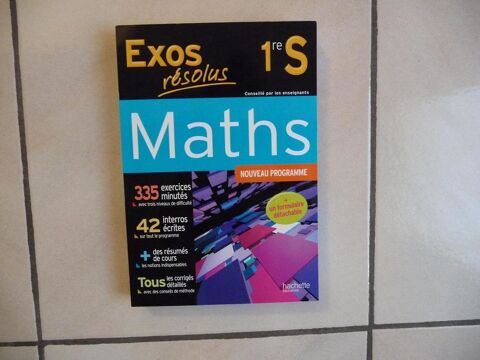 Exos 1re S
résolus
Conseillé par les enseignants
Maths
NOUVEAU PROGRAMME
335 exercices minutés
avec trois niveaux de difficulté
+ un formulaire détachable
42 interros écrites
sur tout le programme
+ des résumés de cours
les notions indispensables
Tous les corrigés détaillés
avec des conseils de méthode
hachette
ÉDUCATION